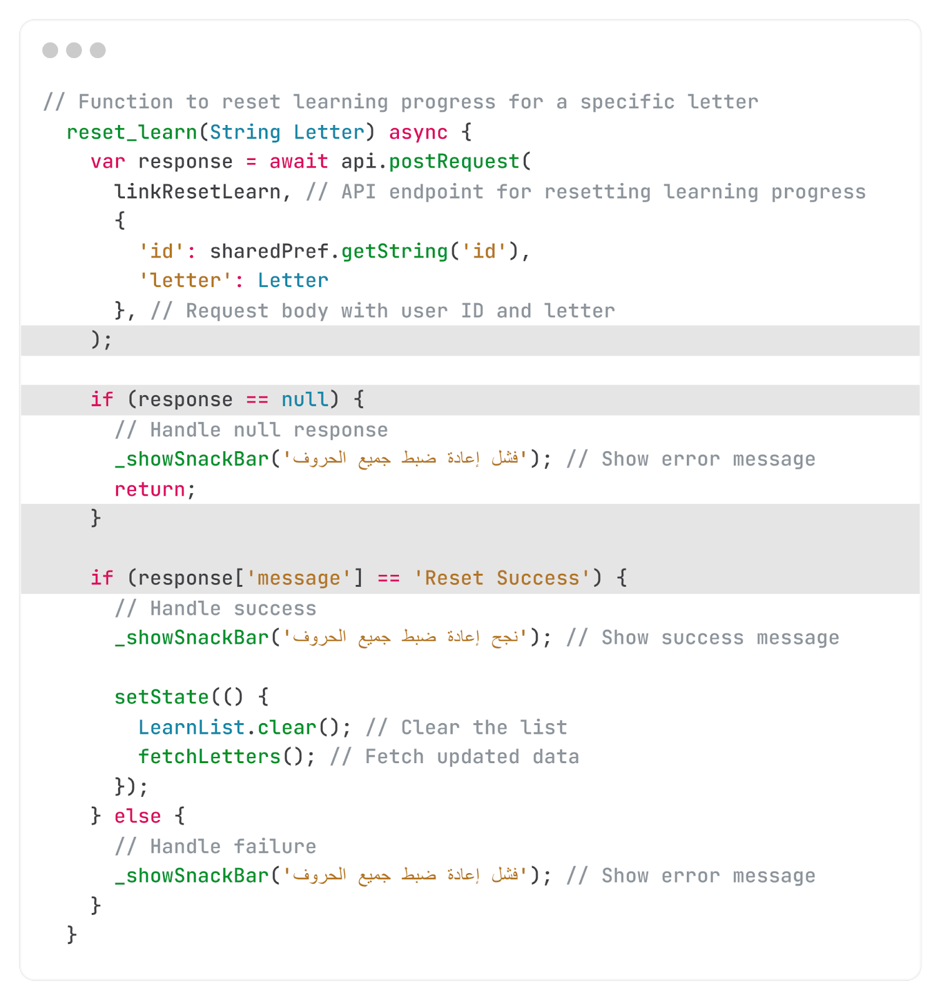 // Function to reset learning progress for a specific letter
reset_learn(String Letter) async {
var response = await api.postRequest(
linkResetLearn, // API endpoint for resetting learning progress
{
'id': sharedPref.getString('id'),
'letter': Letter
}, // Request body with user ID and letter
);
if (response == null) {
// Handle null response
_showSnackBar('فشل إعادة ضبط جميع الحروف'); // Show error message
return;
}
if (response['message'] == 'Reset Success') {
// Handle success
_showSnackBar('نجح إعادة ضبط جميع الحروف'); // Show success message
setState(() {
LearnList.clear(); // Clear the list
fetchLetters(); // Fetch updated data
});
} else {
// Handle failure
_showSnackBar('فشل إعادة ضبط جميع الحروف'); // Show error message
}
}